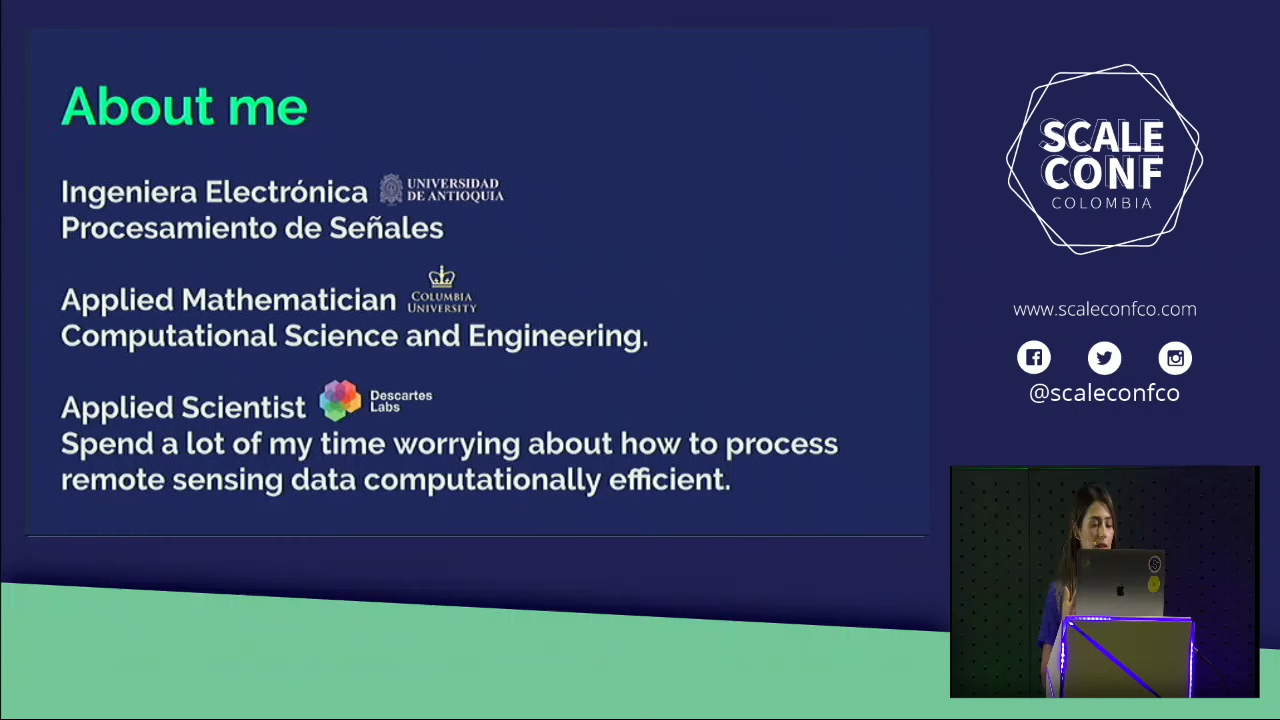 About me
Ingeniera Electrónica UNIVERSIDAD
DE ANTIOQUIA
Procesamiento de Señales
Applied Mathematician COLUMBIA
UNIVERSITY
Computational Science and Engineering.
Applied Scientist Descartes
Labs
Spend a lot of my time worrying about how to process
remote sensing data computationally efficient.
SCALE
CONF
COLOMBIA
www.scaleconfco.com
@scaleconfco